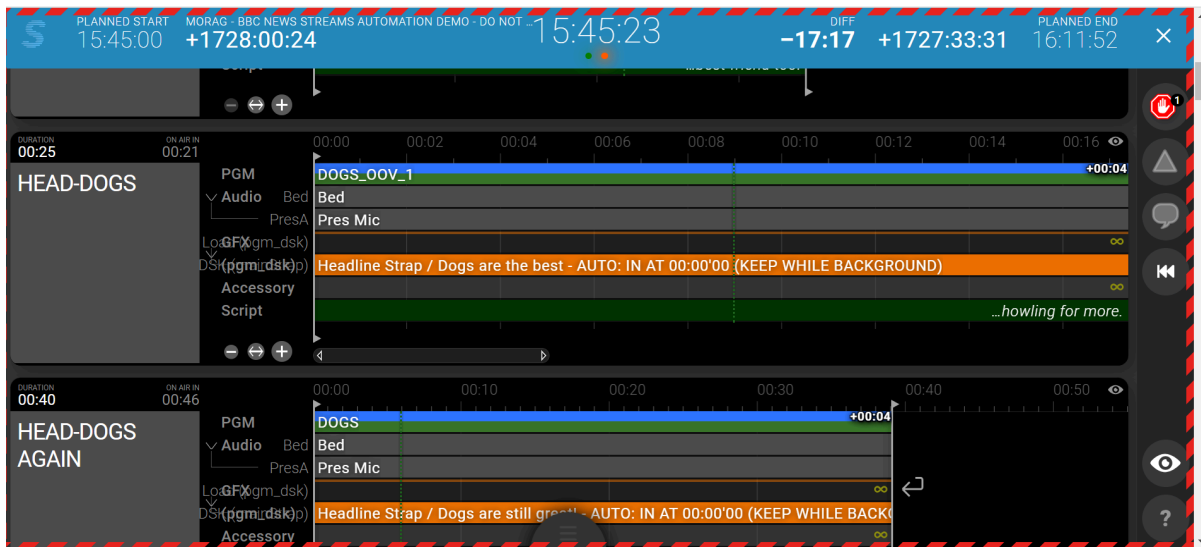 PLANNED START
MORAG - BBC NEWS STREAMS AUTOMATION DEMO - DO NOT ...
15:45:23
DIFF
PLANNED END
15:45:00
+1728:00:24
−17:17
+1727:33:31
16:11:52
Script
...best friend too.
1
DURATION
ON AIR IN
00:25
00:21
00:00
00:02
00:04
00:06
00:08
00:10
00:12
00:14
00:16
HEAD-DOGS
PGM
DOGS_OOV_1
+00:04
Audio
Bed
Bed
PresA
Pres Mic
GFX
(pgm_dsk)
Headline Strap / Dogs are the best - AUTO: IN AT 00:00'00 (KEEP WHILE BACKGROUND)
Accessory
Script
...howling for more.
DURATION
ON AIR IN
00:40
00:46
00:00
00:10
00:20
00:30
00:40
00:50
HEAD-DOGS
AGAIN
PGM
DOGS
+00:04
Audio
Bed
Bed
PresA
Pres Mic
GFX
(pgm_dsk)
Headline Strap / Dogs are still great! - AUTO: IN AT 00:00'00 (KEEP WHILE BACKG
Accessory
?